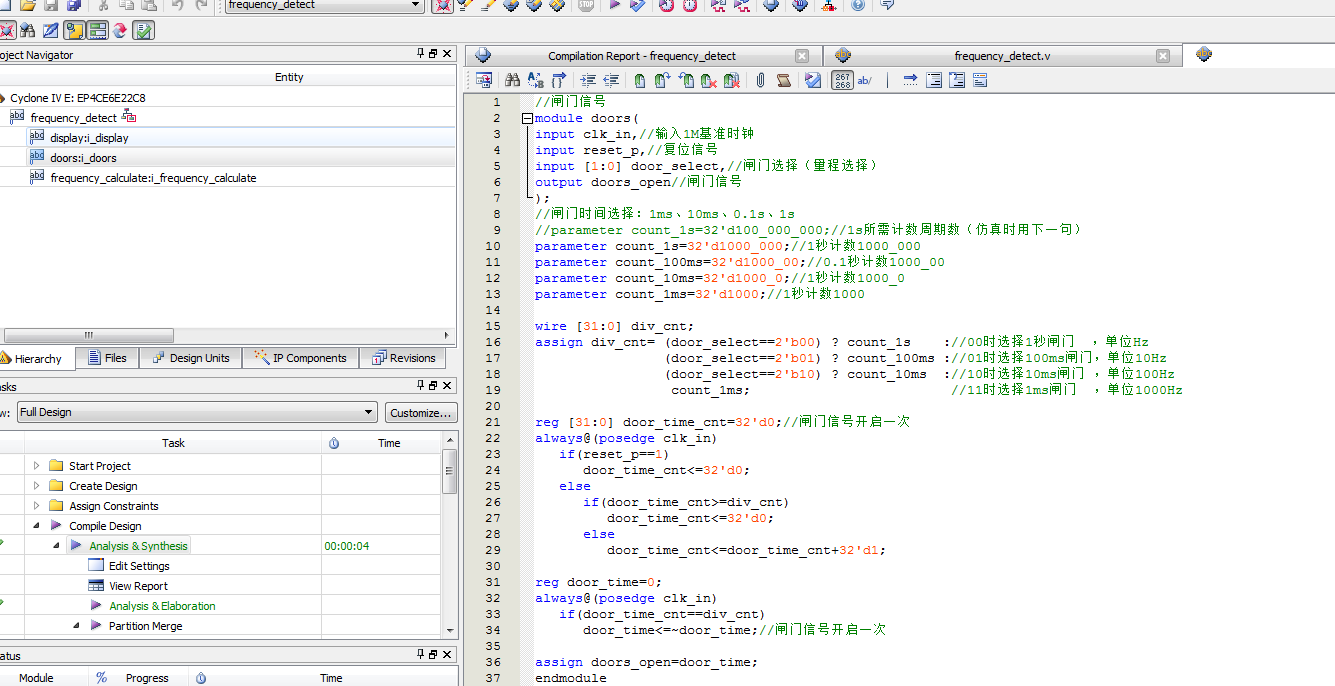 frequency_detect
oject Navigator
Entity
Cyclone IV E: EP4CE6E22C8
frequency_detect
display:i_display
doors:i_doors
frequency_calculate:i_frequency_calculate
Hierarchy
Files
Design Units
IP Components
Revisions
asks
w:
Full Design
Customize...
Task
Time
Start Project
Create Design
Assign Constraints
Compile Design
Analysis & Synthesis
00:00:04
Edit Settings
View Report
Analysis & Elaboration
Partition Merge
atus
Module
%
Progress
Time
Compilation Report - frequency_detect
frequency_detect.v
267
268
ab/
1 //闸门信号
2 module doors(
3 input clk_in,//输入1M基准时钟
4 input reset_p,//复位信号
5 input [1:0] door_select,//闸门选择（量程选择）
6 output doors_open//闸门信号
7 );
8 //闸门时间选择：1ms、10ms、0.1s、1s
9 //parameter count_1s=32'd100_000_000;//1s所需计数周期数（仿真时用下一句）
10 parameter count_1s=32'd1000_000;//1秒计数1000_000
11 parameter count_100ms=32'd1000_00;//0.1秒计数1000_00
12 parameter count_10ms=32'd1000_0;//1秒计数1000_0
13 parameter count_1ms=32'd1000;//1秒计数1000
14
15 wire [31:0] div_cnt;
16 assign div_cnt= (door_select==2'b00) ? count_1s    ://00时选择1秒闸门  ，单位Hz
17                 (door_select==2'b01) ? count_100ms ://01时选择100ms闸门，单位10Hz
18                 (door_select==2'b10) ? count_10ms  ://10时选择10ms闸门 ，单位100Hz
19                  count_1ms;                         //11时选择1ms闸门  ，单位1000Hz
20
21 reg [31:0] door_time_cnt=32'd0;//闸门信号开启一次
22 always@(posedge clk_in)
23    if(reset_p==1)
24       door_time_cnt<=32'd0;
25    else
26       if(door_time_cnt>=div_cnt)
27          door_time_cnt<=32'd0;
28       else
29          door_time_cnt<=door_time_cnt+32'd1;
30
31 reg door_time=0;
32 always@(posedge clk_in)
33    if(door_time_cnt==div_cnt)
34       door_time<=~door_time;//闸门信号开启一次
35
36 assign doors_open=door_time;
37 endmodule